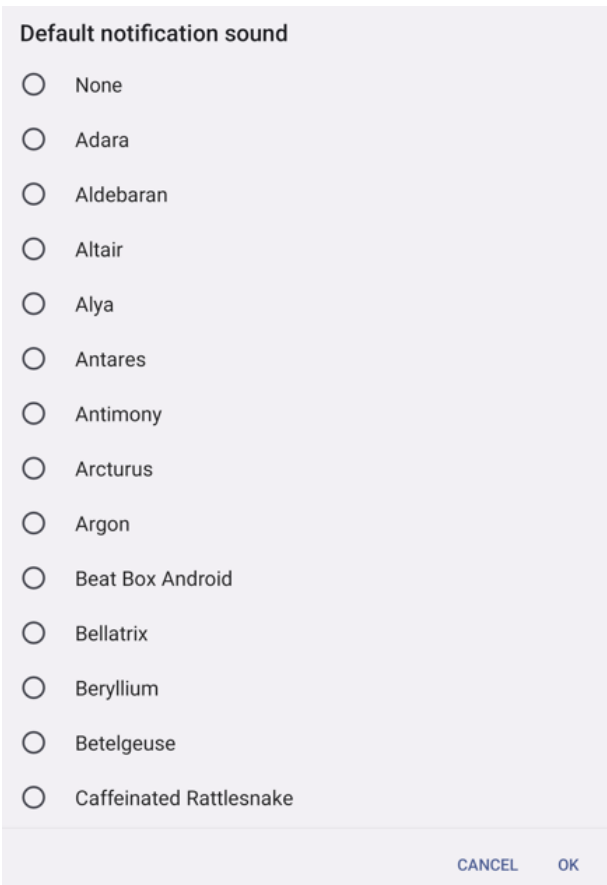 Default notification sound
None
Adara
Aldebaran
Altair
Alya
Antares
Antimony
Arcturus
Argon
Beat Box Android
Bellatrix
Beryllium
Betelgeuse
Caffeinated Rattlesnake
CANCEL OK